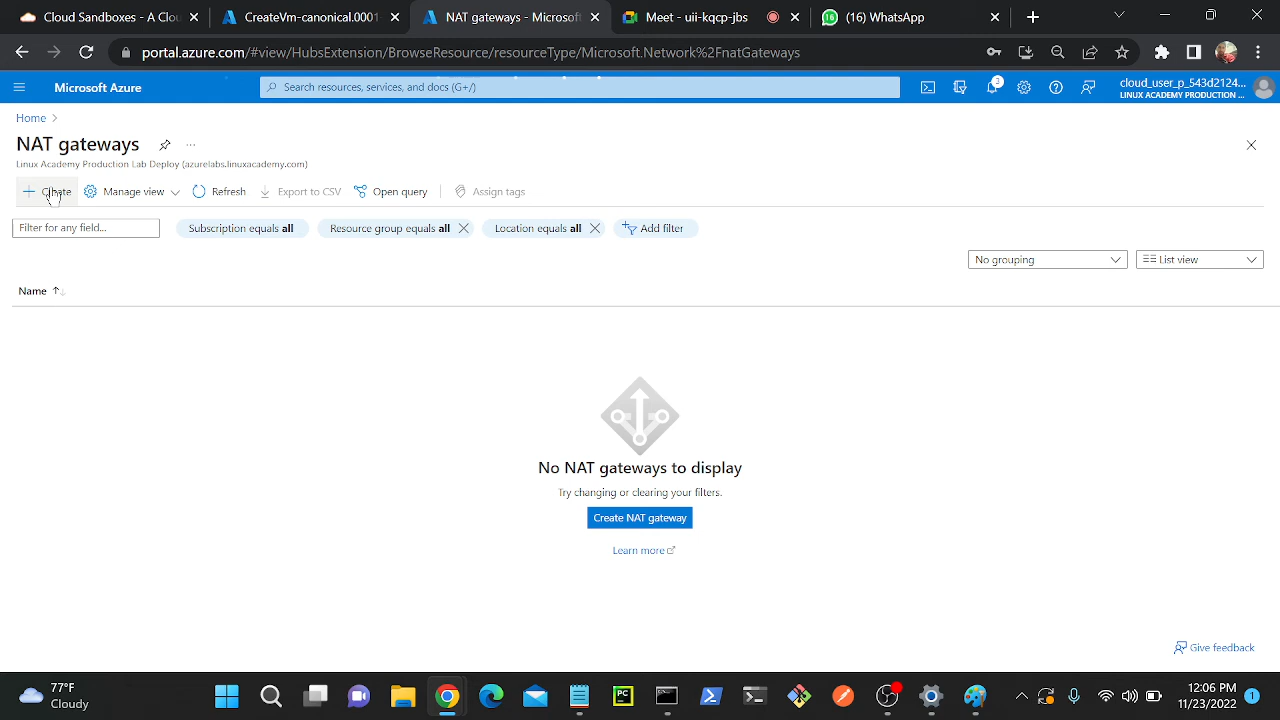 Cloud Sandboxes - A Clou
CreateVm-canonical.0001
NAT gateways - Microsoft
Meet - uii-kqpr-jbs
(16) WhatsApp
portal.azure.com/#view/HubsExtension/BrowseResource/resourceType/Microsoft.Network%2FnatGateways
Microsoft Azure
Search resources, services, and docs (G+/)
3
cloud_user_p_543d2124...
LINUX ACADEMY PRODUCTION ...
Home >
NAT gateways
Linux Academy Production Lab Deploy (azurelabs.linuxacademy.com)
Create
Manage view
Refresh
Export to CSV
Open query
Assign tags
Filter for any field...
Subscription equals all
Resource group equals all
Location equals all
Add filter
No grouping
List view
Name
No NAT gateways to display
Try changing or clearing your filters.
Create NAT gateway
Learn more
Give feedback
77°F
Cloudy
12:06 PM
11/23/2022
1